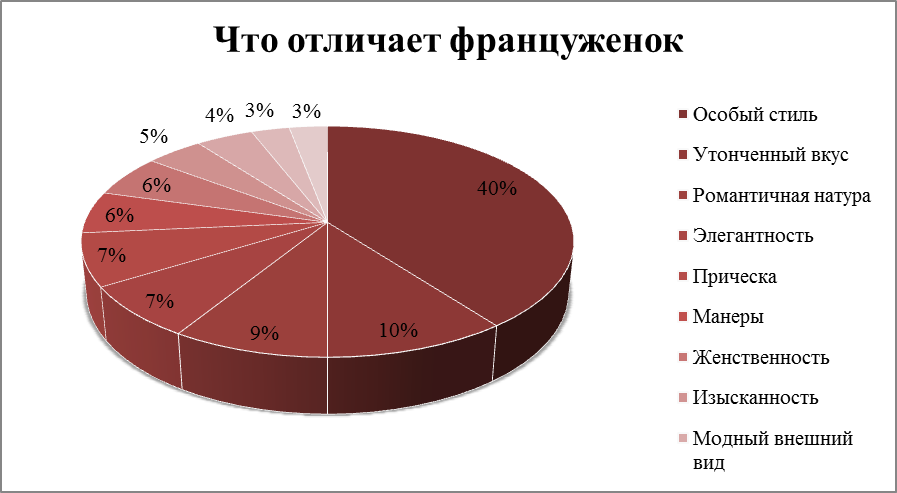 Что отличает француженок
3%
3%
4%
5%
6%
6%
7%
7%
9%
10%
40%
Особый стиль
Утонченный вкус
Романтичная натура
Элегантность
Прическа
Манеры
Женственность
Изысканность
Модный внешний
вид